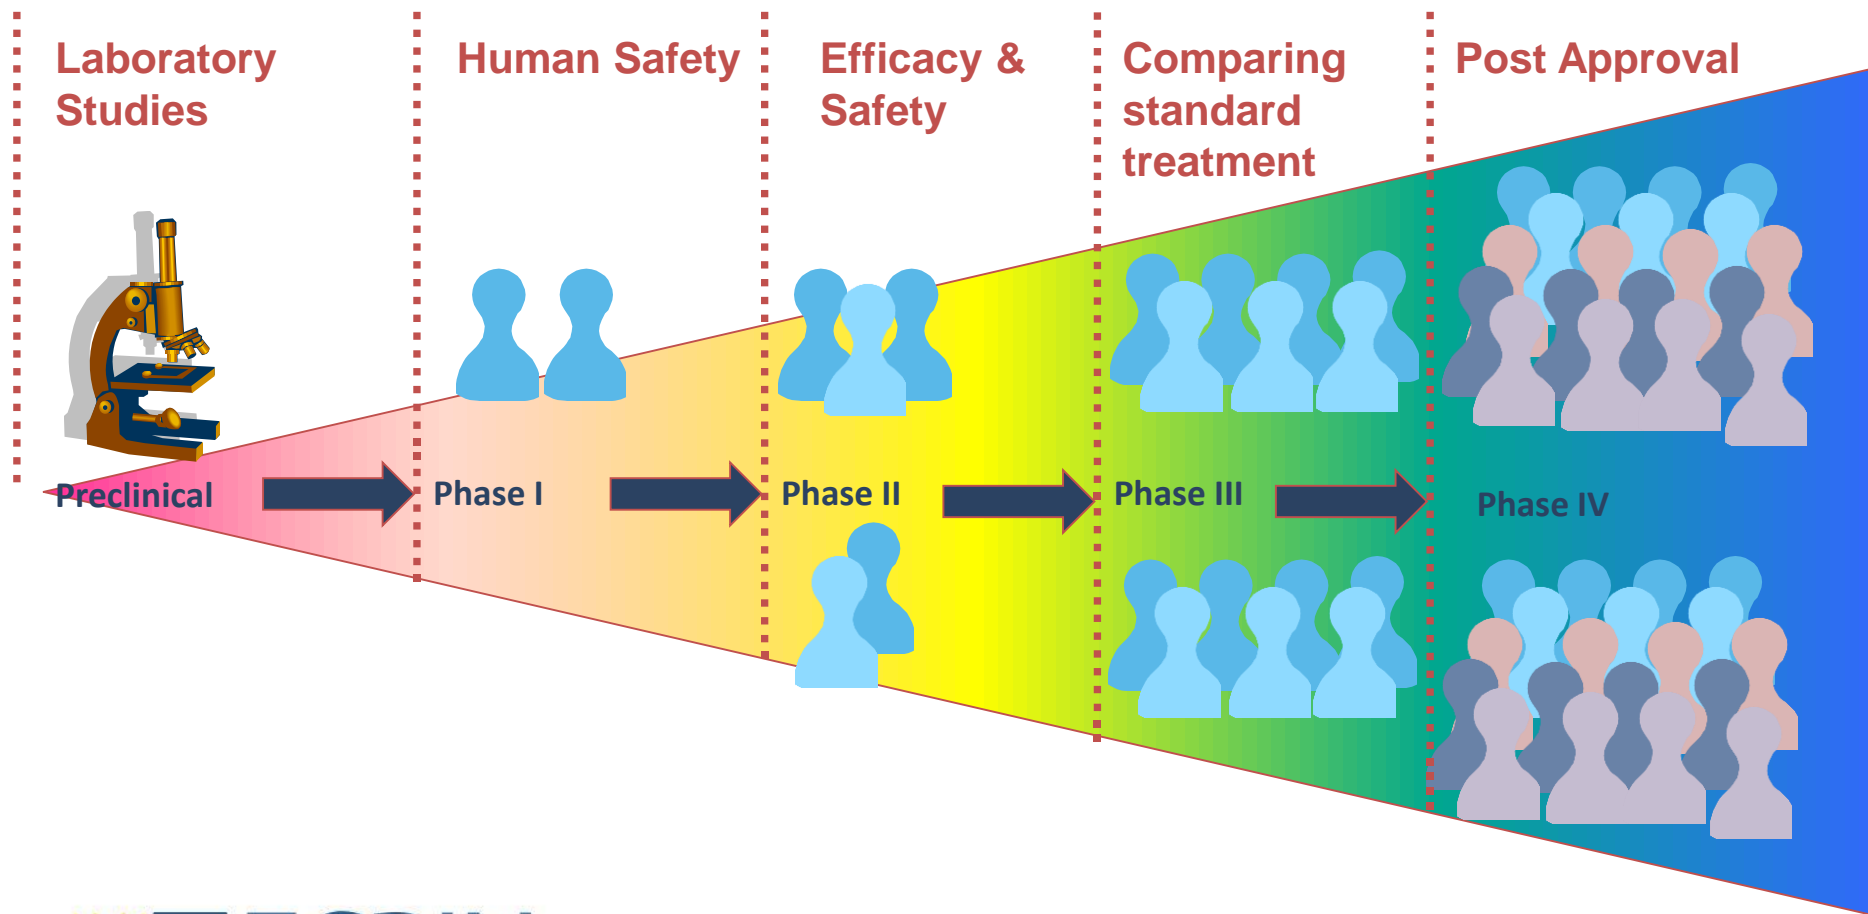 Laboratory
Studies
Human Safety
Efficacy &
Safety
Comparing
standard
treatment
Post Approval
Preclinical
Phase I
Phase II
Phase III
Phase IV